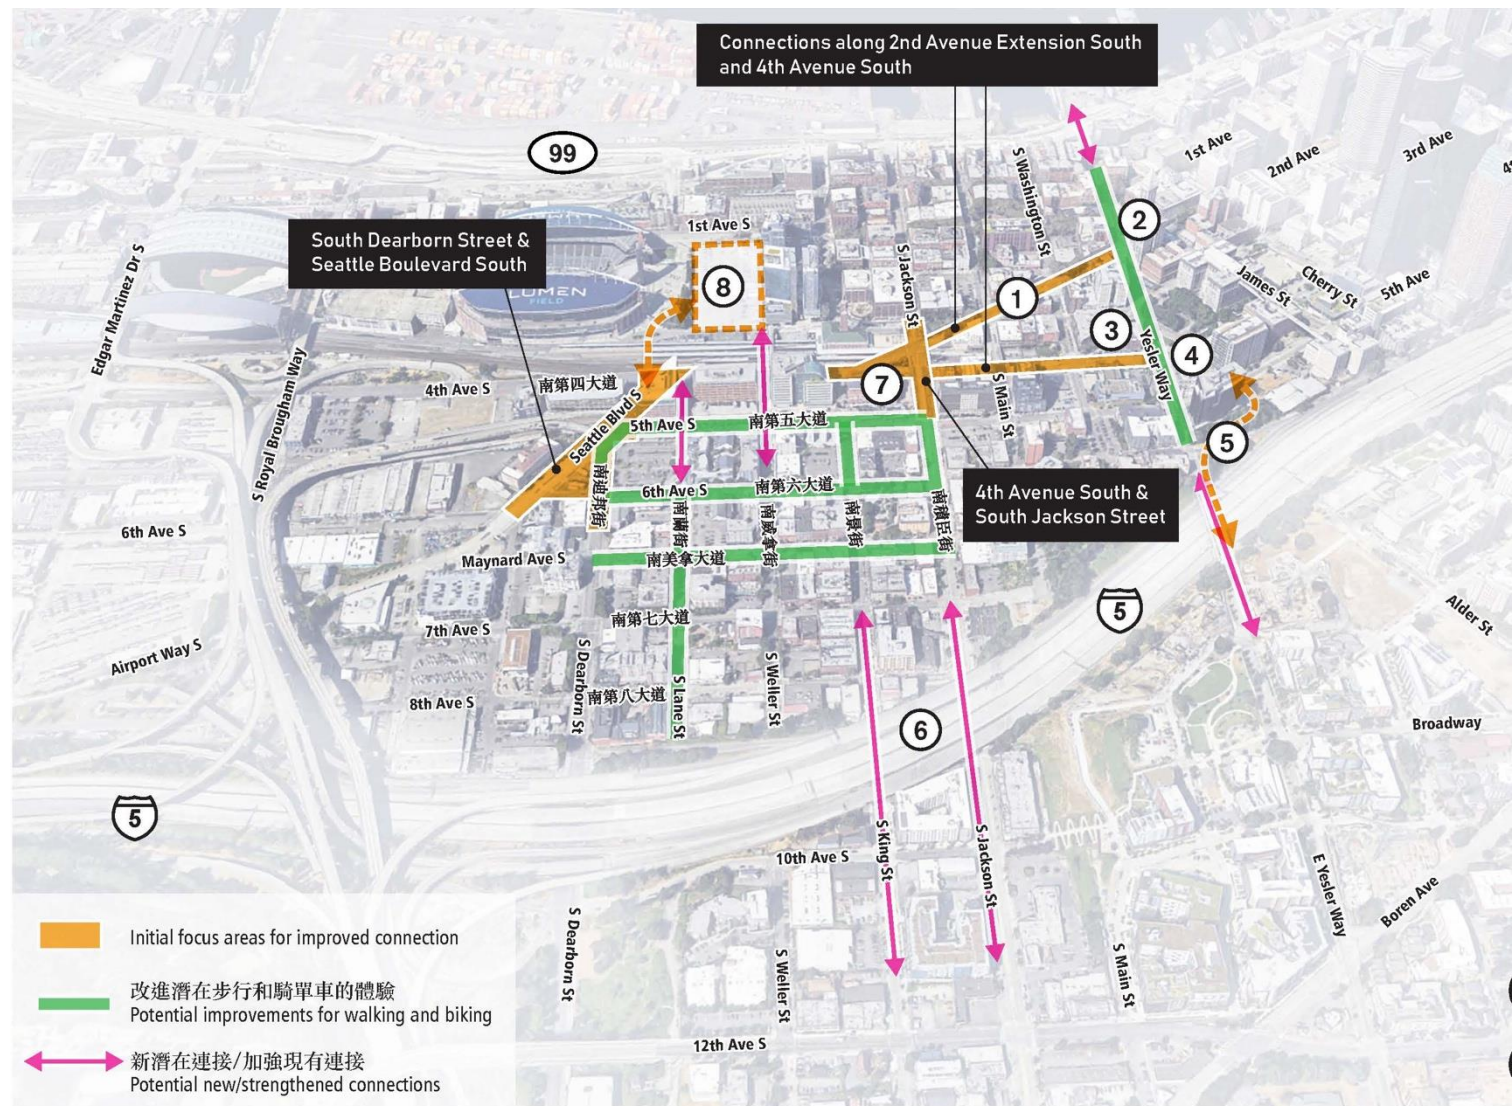 Connections along 2nd Avenue Extension South
and 4th Avenue South
99
South Dearborn Street &
Seattle Boulevard South
1st Ave S
S Washington St
1st Ave
2nd Ave
3rd Ave
2
8
S Jackson St
1
James St
Cherry St
5th Ave
LUMEN
FIELD
Edgar Martinez Dr S
S Royal Brougham Way
4th Ave S
南第四大道
Seattle Blvd S
7
3
4
Yesler Way
S Main St
5th Ave S
南第五大道
5
6th Ave S
南第六大道
4th Avenue South &
South Jackson Street
南迪邦街
南蘭街
南威拿街
南景街
南積臣街
6th Ave S
Maynard Ave S
南美拿大道
5
Alder St
7th Ave S
南第七大道
Airport Way S
S Dearborn St
S Lane St
S Weller St
8th Ave S
南第八大道
6
Broadway
5
S King St
S Jackson St
10th Ave S
E Yesler Way
Boren Ave
S Dearborn St
S Weller St
S Main St
12th Ave S
Initial focus areas for improved connection
改進潛在步行和騎單車的體驗
Potential improvements for walking and biking
新潛在連接/加強現有連接
Potential new/strengthened connections